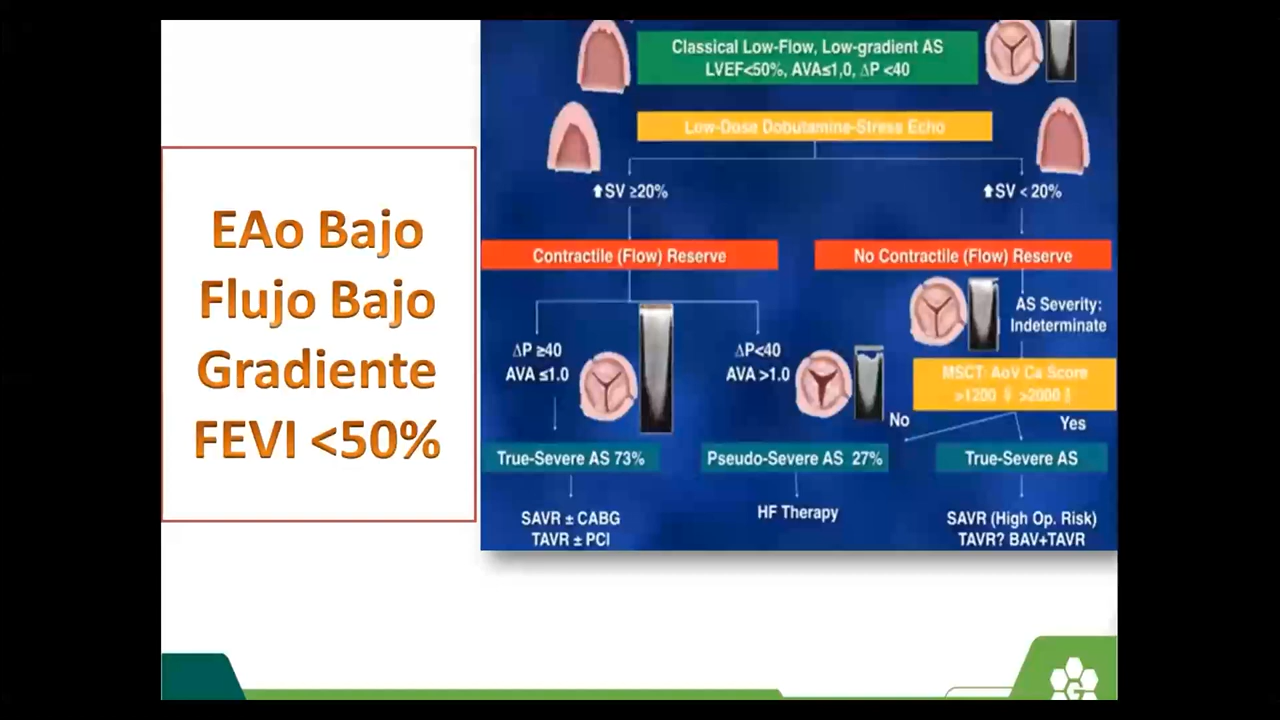 EAo Bajo
Flujo Bajo
Gradiente
FEVI <50%
Classical Low-Flow, Low-gradient AS
LVEF<50%, AVA≤1,0, ΔP <40
Low-Dose Dobutamine-Stress Echo
⬆SV ≥20%
⬆SV < 20%
Contractile (Flow) Reserve
No Contractile (Flow) Reserve
AS Severity:
Indeterminate
ΔP ≥40
AVA ≤1.0
ΔP<40
AVA >1.0
MSCT: AoV Ca Score
>1200 >2000
No
Yes
True-Severe AS 73%
Pseudo-Severe AS 27%
True-Severe AS
SAVR ± CABG
TAVR ± PCI
HF Therapy
SAVR (High Op. Risk)
TAVR? BAV+TAVR
G